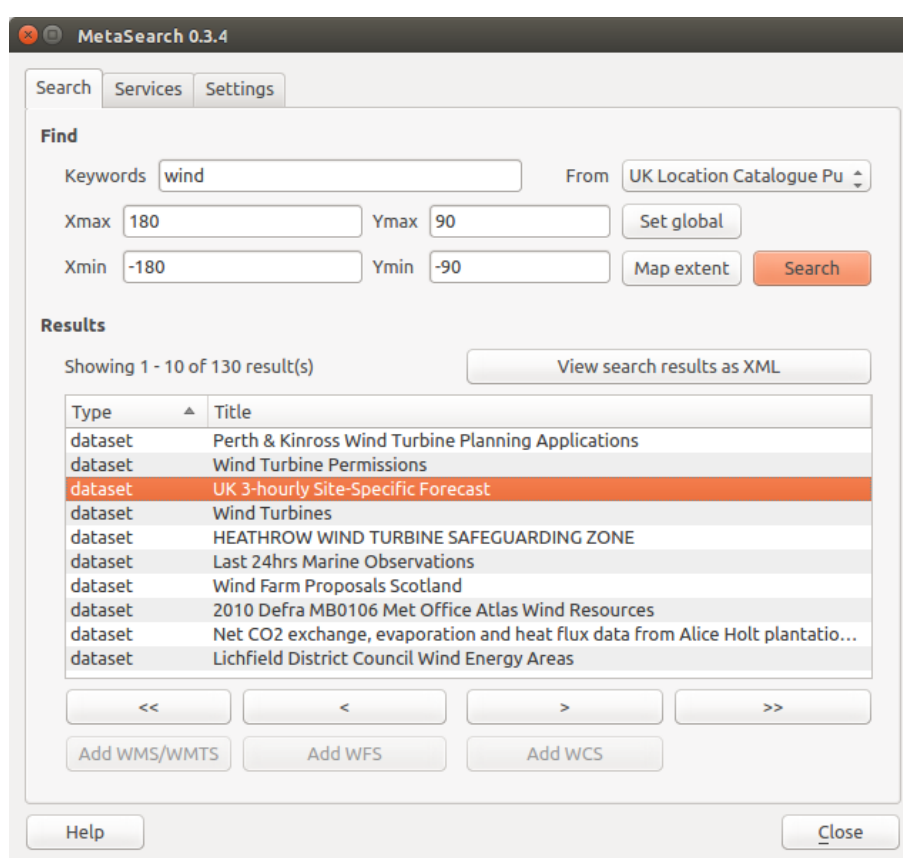 MetaSearch 0.3.4
Search Services Settings
Find
Keywords wind From UK Location Catalogue Pu
Xmax 180 Ymax 90 Set global
Xmin -180 Ymin -90 Map extent Search
Results
Showing 1 - 10 of 130 result(s) View search results as XML
Type Title
dataset Perth & Kinross Wind Turbine Planning Applications
dataset Wind Turbine Permissions
dataset UK 3-hourly Site-Specific Forecast
dataset Wind Turbines
dataset HEATHROW WIND TURBINE SAFEGUARDING ZONE
dataset Last 24hrs Marine Observations
dataset Wind Farm Proposals Scotland
dataset 2010 Defra MB0106 Met Office Atlas Wind Resources
dataset Net CO2 exchange, evaporation and heat flux data from Alice Holt plantatio...
dataset Lichfield District Council Wind Energy Areas
<< < > >>
Add WMS/WMTS Add WFS Add WCS
Help Close